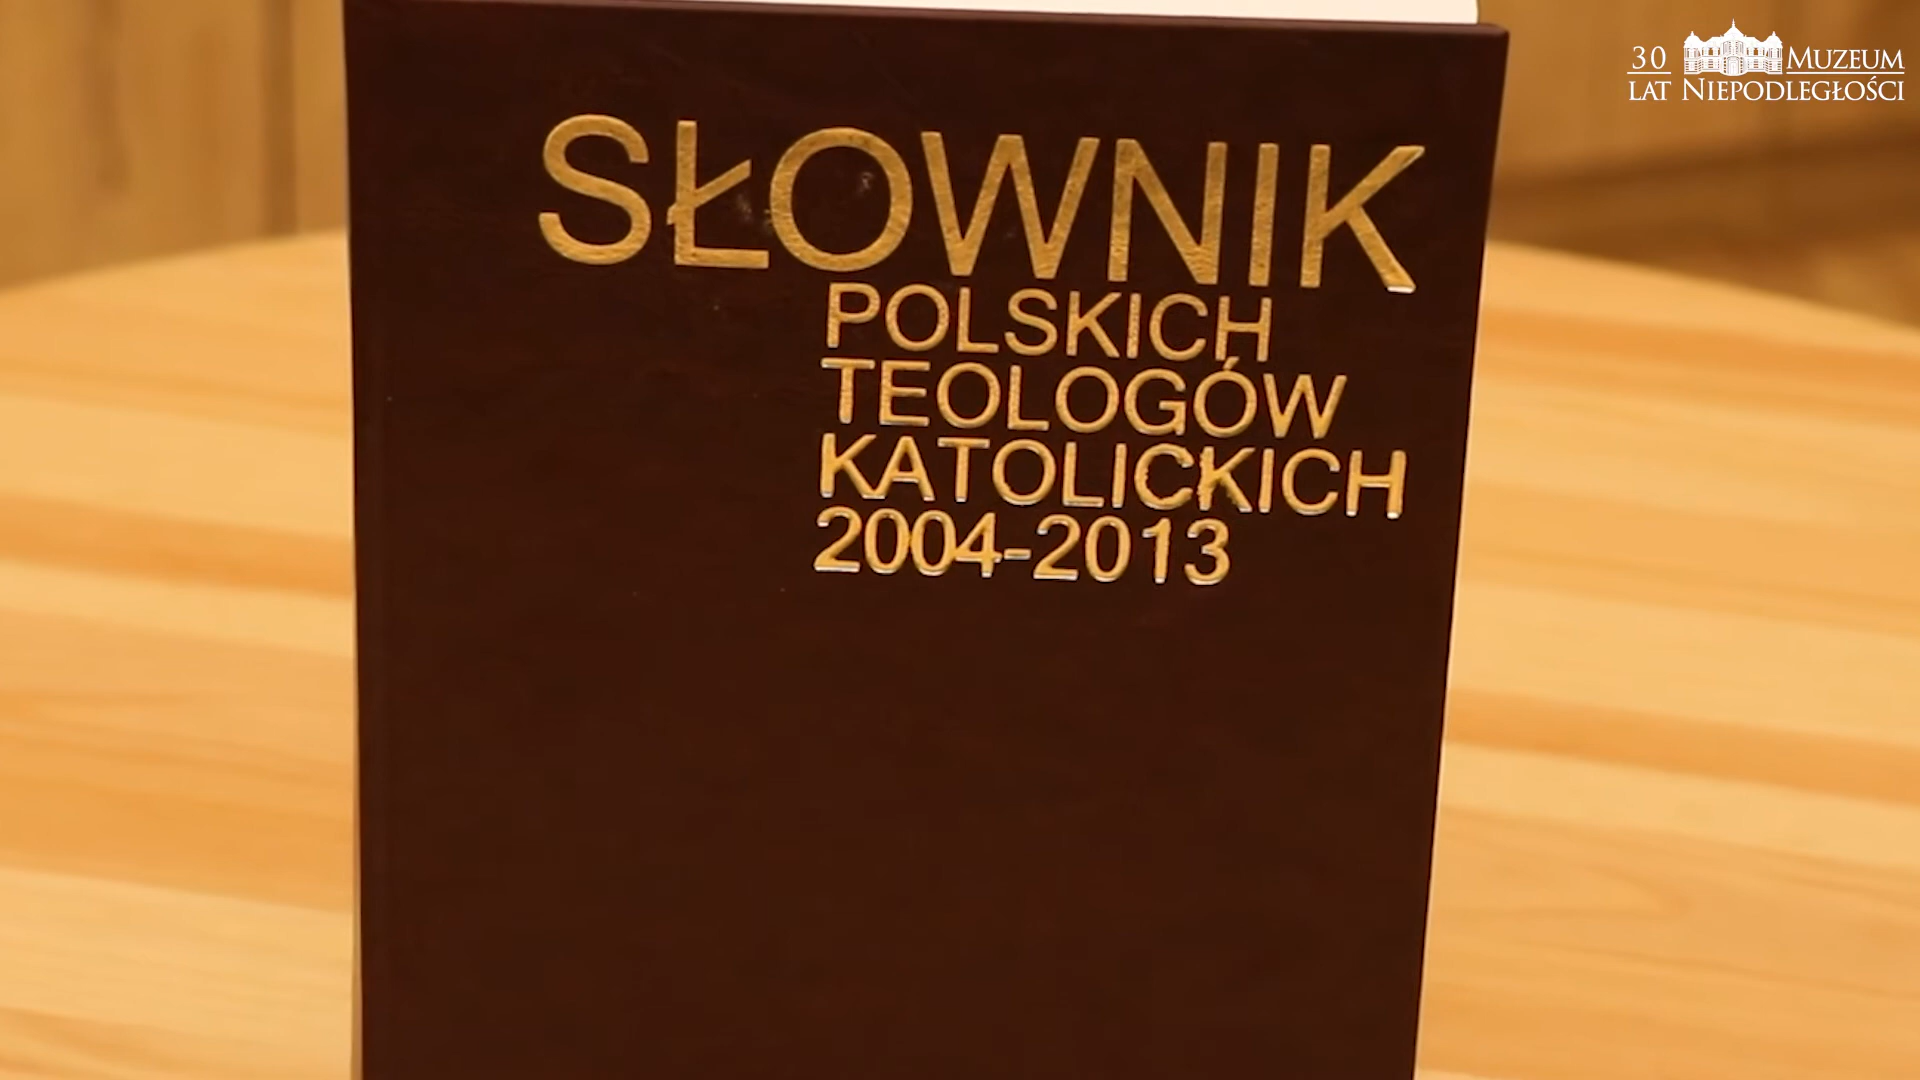 SŁOWNIK
POLSKICH
TEOLOGÓW
KATOLICKICH
2004-2013
30 MUZEUM
LAT NIEPODLEGŁOŚCI